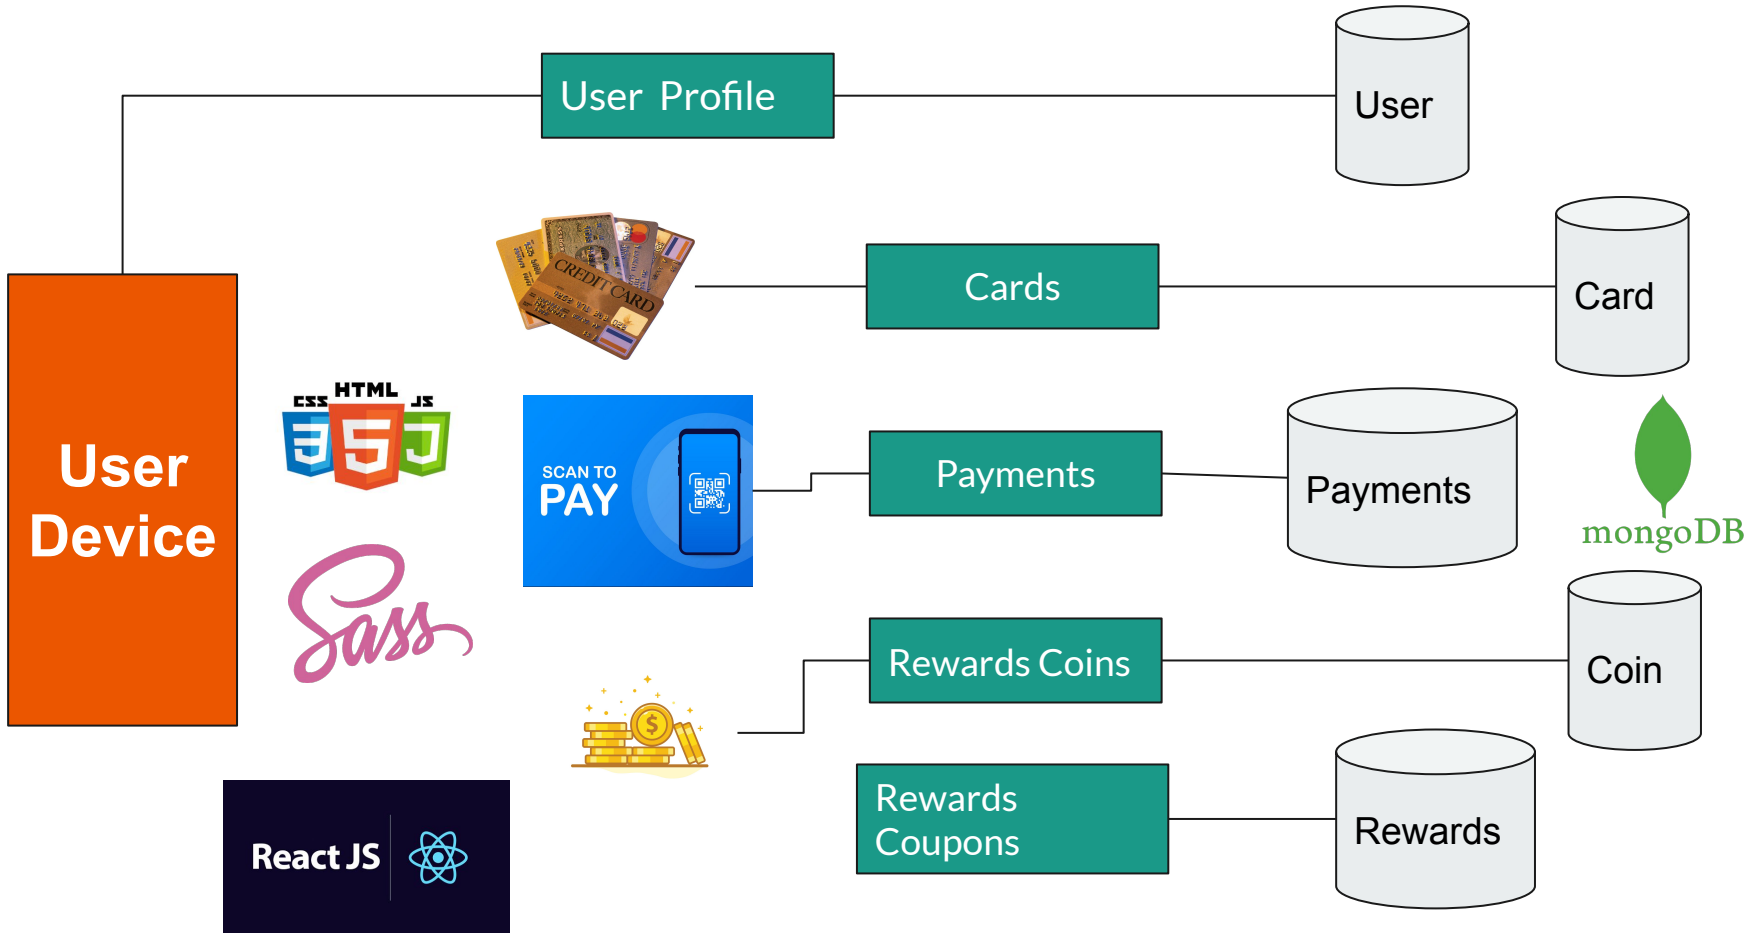 User Profile
User
CREDIT CARD
Cards
Card
CSS HTML JS
SCAN TO
PAY
Payments
Payments
mongoDB
User
Device
Sass
Rewards Coins
Coin
$
React JS
Rewards
Coupons
Rewards